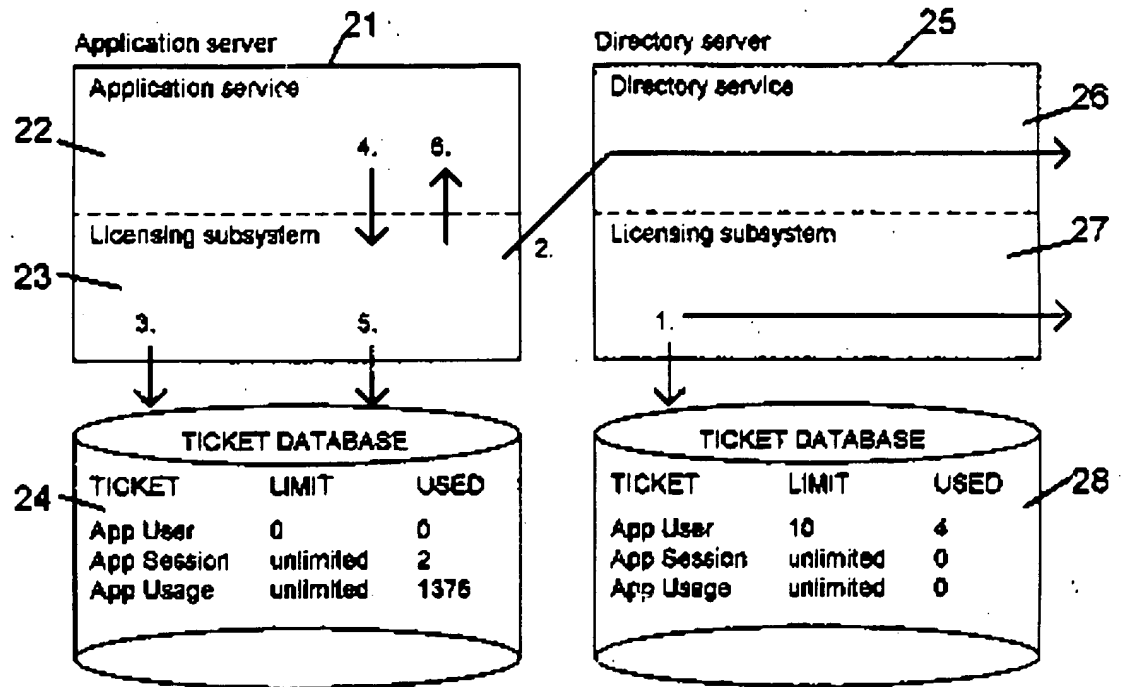 21
25
Application server
Directory server
Application service
Directory service
26
22
4.
6.
Licensing subsystem
2.
Licensing subsystem
27
23
3.
5.
1.
TICKET DATABASE
TICKET DATABASE
TICKET LIMIT USED
TICKET LIMIT USED
24
28
App User 0 0
App User 10 4
App Session unlimited 2
App Session unlimited 0
App Usage unlimited 1376
App Usage unlimited 0